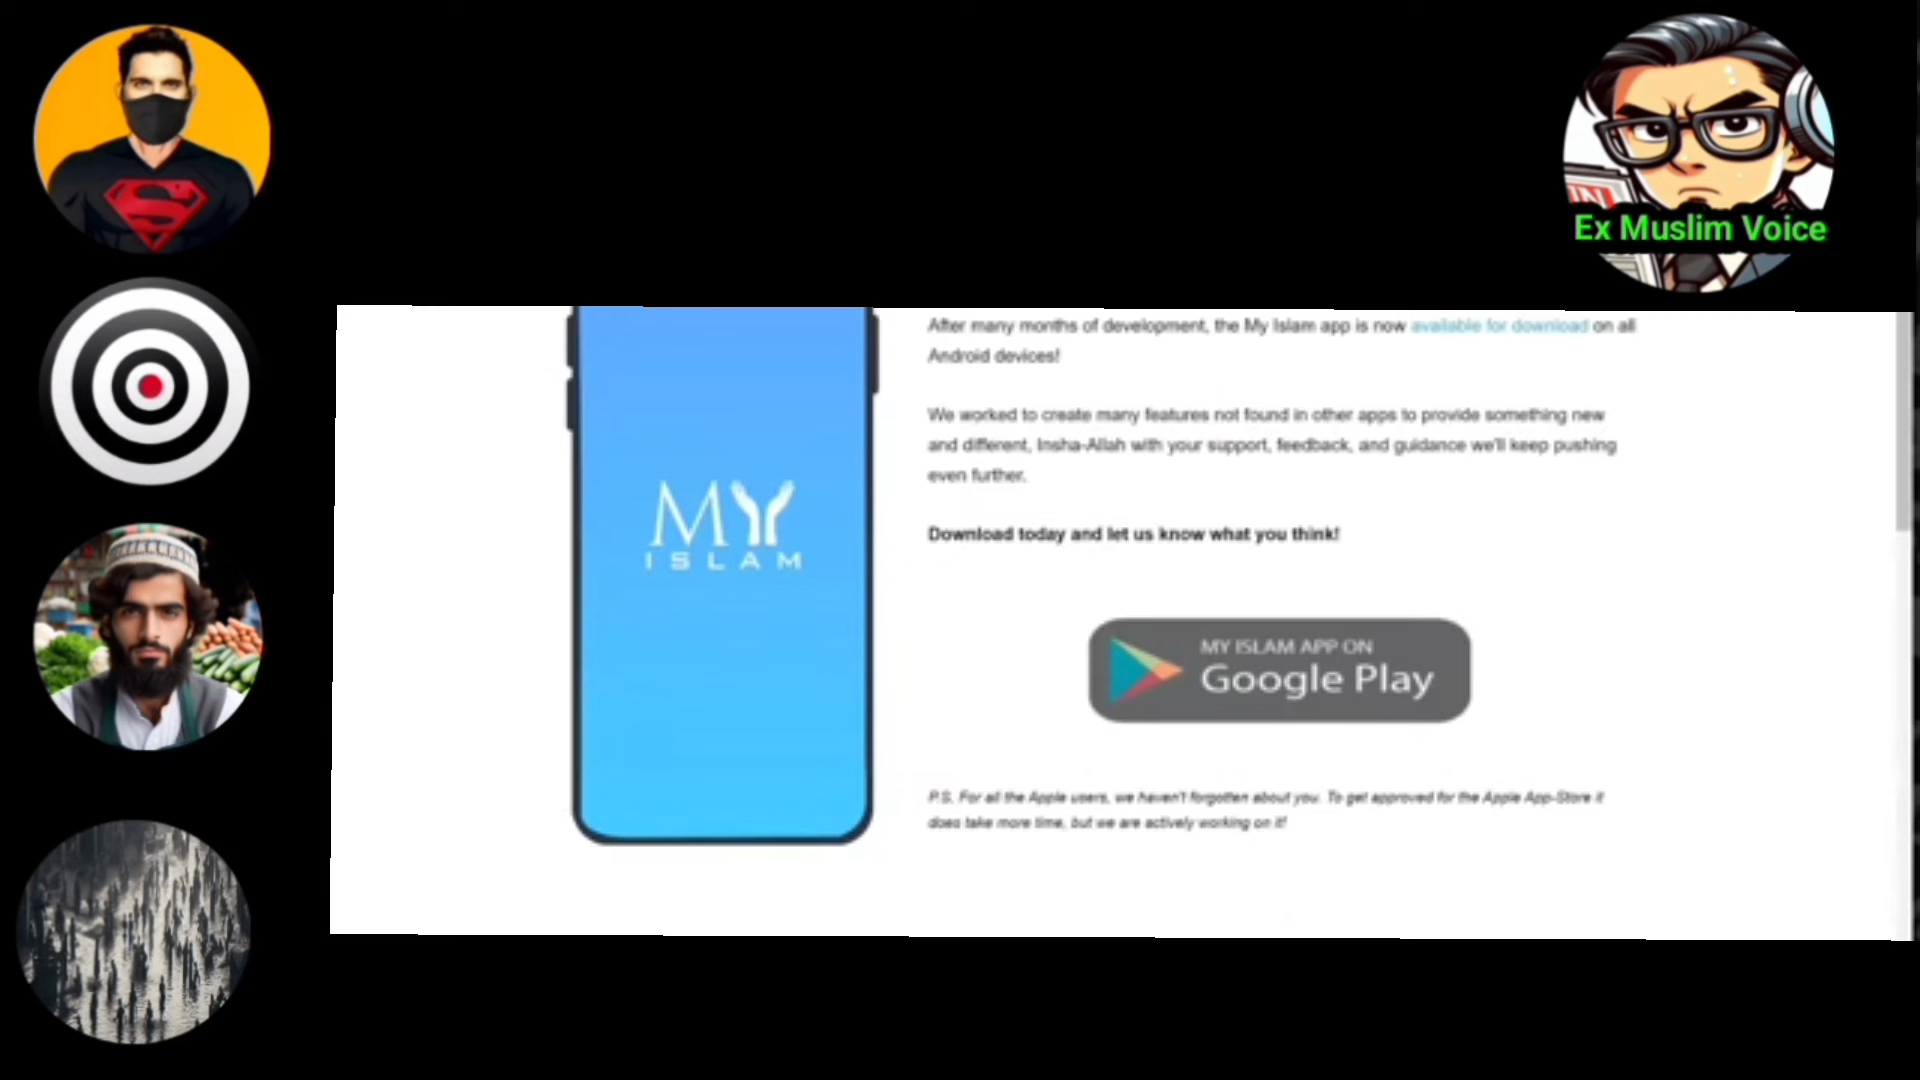 IN
Ex Muslim Voice
After many months of development, the My Islam app is now available for download on all
Android devices!
We worked to create many features not found in other apps to provide something new
and different, Insha-Allah with your support, feedback, and guidance we'll keep pushing
even further.
Download today and let us know what you think!
MY
ISLAM
MY ISLAM APP ON
Google Play
P.S. For all the Apple users, we haven't forgotten about you. To get approved for the Apple App-Store it
does take more time, but we are actively working on it!